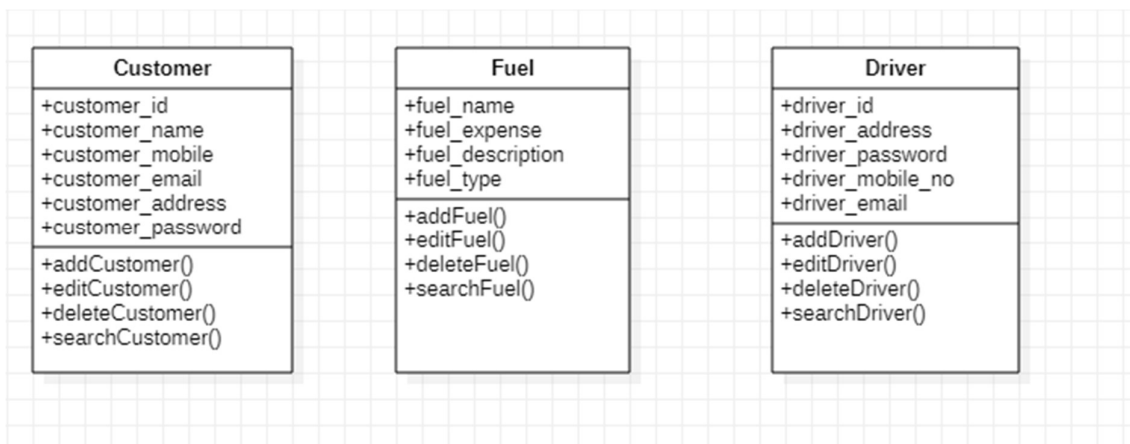 Customer
+customer_id
+customer_name
+customer_mobile
+customer_email
+customer_address
+customer_password
+addCustomer()
+editCustomer()
+deleteCustomer()
+searchCustomer()
Fuel
+fuel_name
+fuel_expense
+fuel_description
+fuel_type
+addFuel()
+editFuel()
+deleteFuel()
+searchFuel()
Driver
+driver_id
+driver_address
+driver_password
+driver_mobile_no
+driver_email
+addDriver()
+editDriver()
+deleteDriver()
+searchDriver()